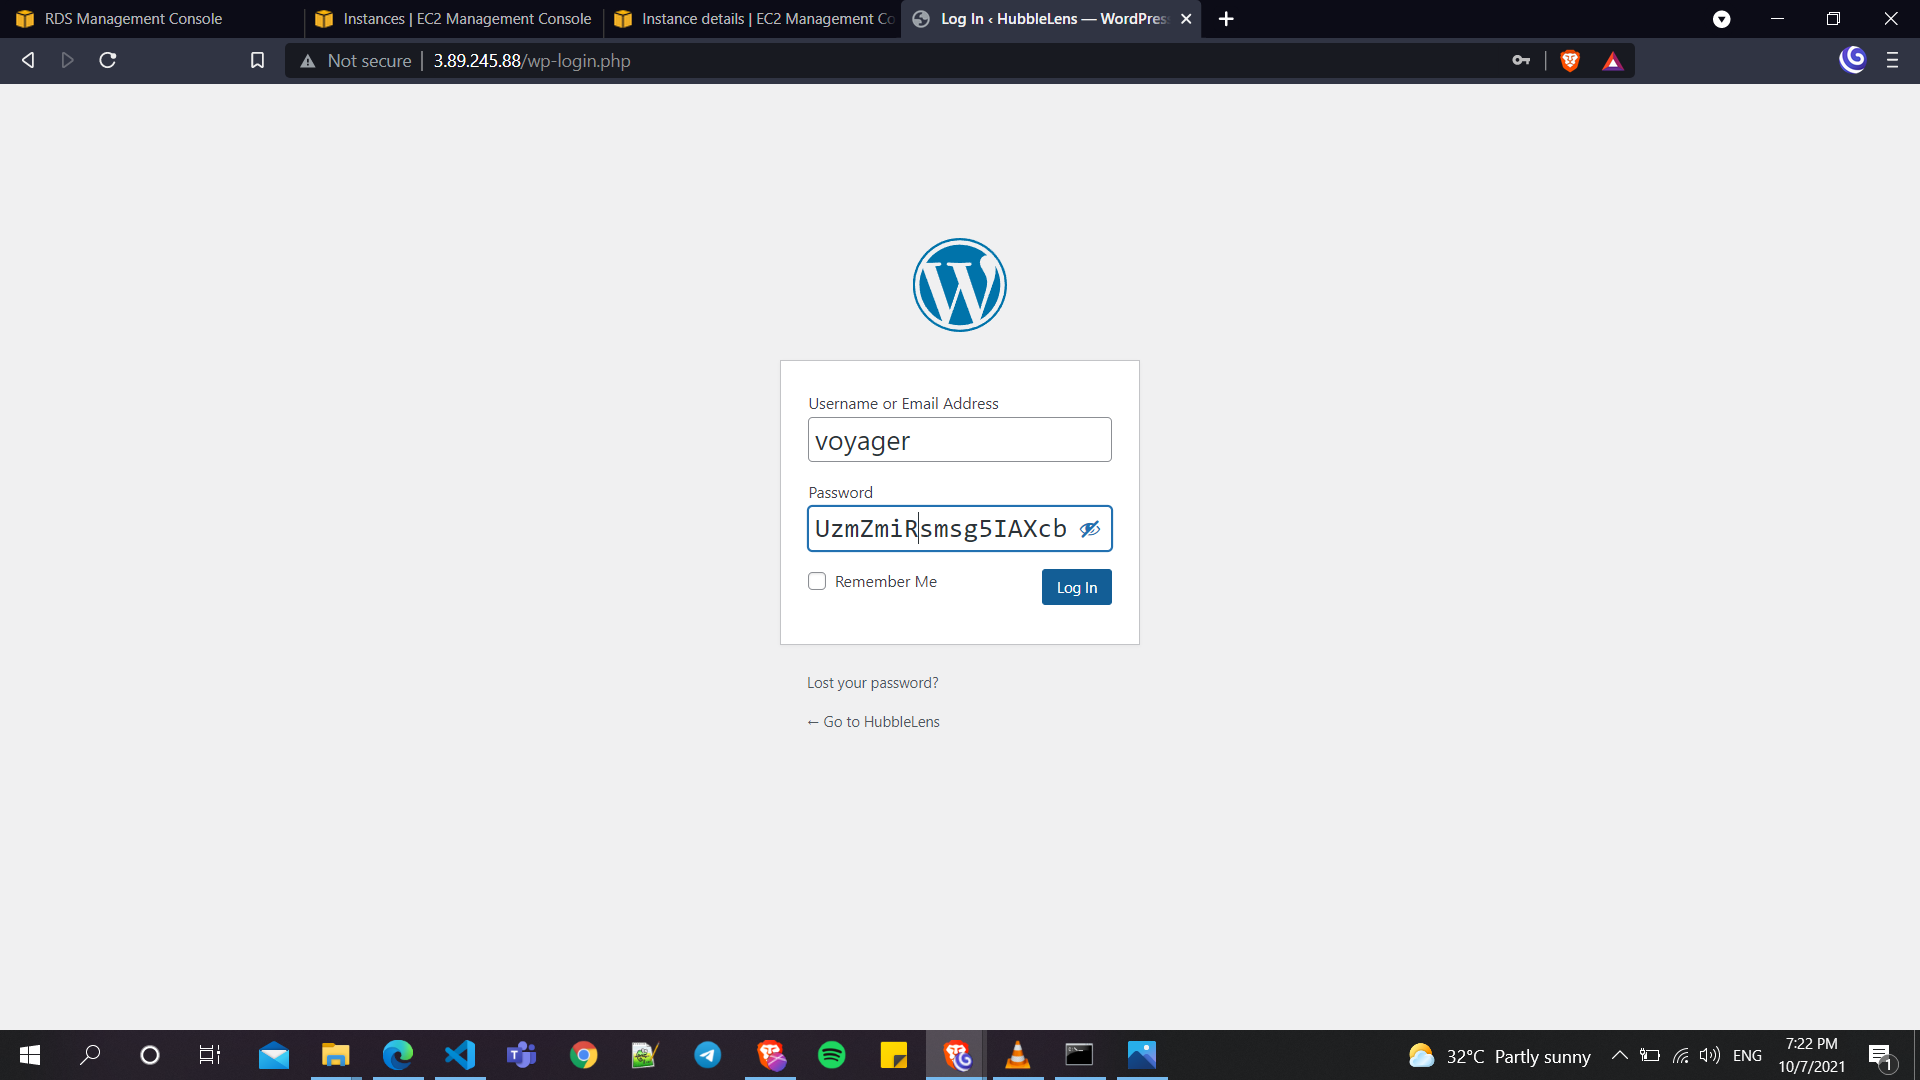 RDS Management Console
Instances | EC2 Management Console
Instance details | EC2 Management Co
Log In ‹ HubbleLens — WordPres
Not secure | 3.89.245.88/wp-login.php
Username or Email Address
voyager
Password
UzmZmiRsmsg5IAXcb
Remember Me
Log In
Lost your password?
← Go to HubbleLens
32°C Partly sunny
ENG
7:22 PM
10/7/2021
1